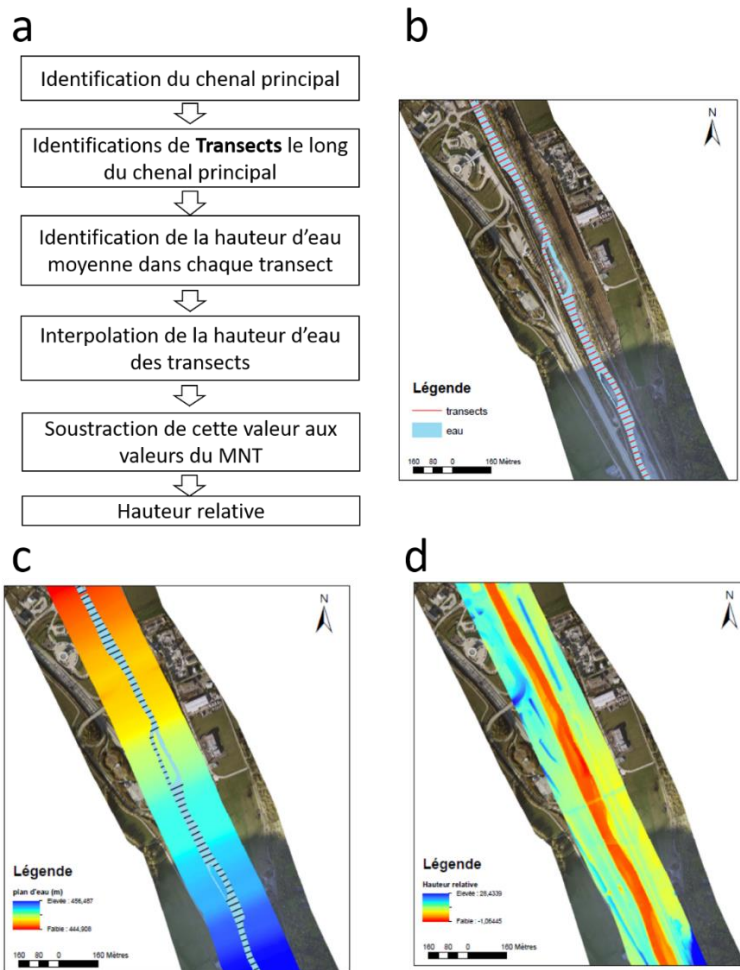 a
Identification du chenal principal
Identifications de Transects le long
du chenal principal
Identification de la hauteur d'eau
moyenne dans chaque transect
Interpolation de la hauteur d'eau
des transects
Soustraction de cette valeur aux
valeurs du MNT
Hauteur relative
b
N
Légende
transects
eau
160 80 0 160 Mètres
c
N
Légende
plan d'eau (m)
Elevée : 456,467
Faible : 444,908
160 80 0 160 Mètres
d
N
Légende
Hauteur relative
Elevée : 28,4339
Faible : -1,06445
160 80 0 160 Mètres